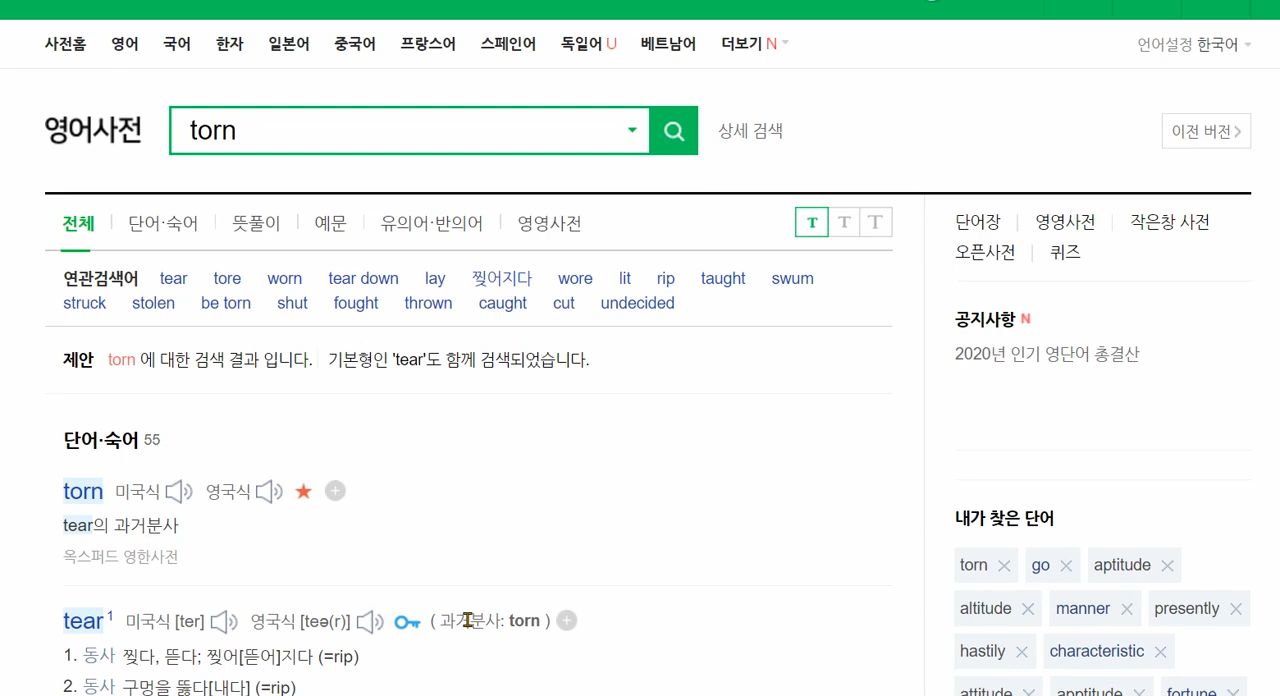 사전홈 영어 국어 한자 일본어 중국어 프랑스어 스페인어 독일어 U 베트남어 더보기 N 언어설정 한국어
영어사전 torn 상세 검색 이전 버전
전체 단어·숙어 뜻풀이 예문 유의어·반의어 영영사전 T T T
연관검색어 tear tore worn tear down lay 찢어지다 wore lit rip taught swum
struck stolen be torn shut fought thrown caught cut undecided
제안 torn 에 대한 검색 결과 입니다. 기본형인 'tear'도 함께 검색되었습니다.
단어·숙어 55
torn 미국식 영국식
tear의 과거분사
옥스퍼드 영한사전
tear 1 미국식 [ter] 영국식 [teə(r)] ( 과거분사: torn )
1. 동사 찢다, 뜯다; 찢어[뜯어]지다 (=rip)
2. 동사 구멍을 뚫다[내다] (=rip)
단어장 영영사전 작은창 사전
오픈사전 퀴즈
공지사항 N
2020년 인기 영단어 총결산
내가 찾은 단어
torn go aptitude
altitude manner presently
hastily characteristic
attitude apptitude fortune